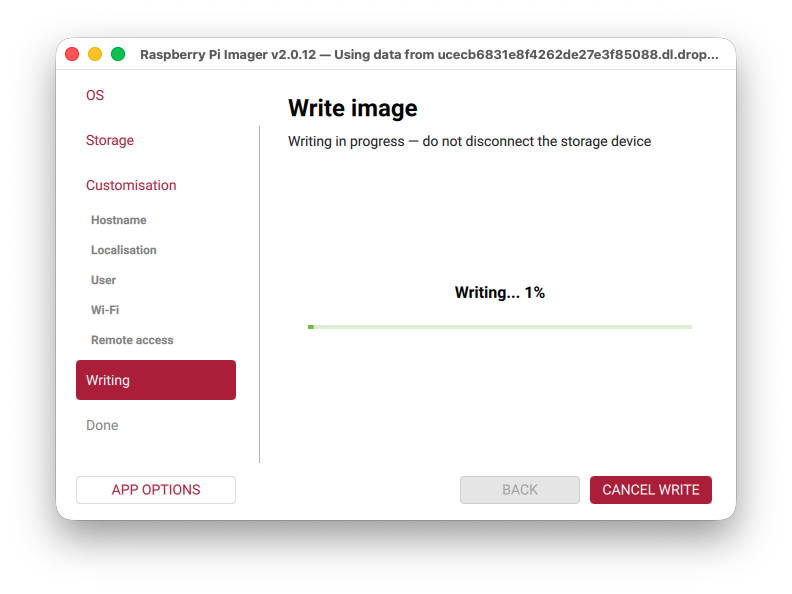 Raspberry Pi Imager v2.0.12 — Using data from ucecb6831e8f4262de27e3f85088.dl.drop...
OS
Storage
Customisation
Hostname
Localisation
User
Wi-Fi
Remote access
Writing
Done
APP OPTIONS
Write image
Writing in progress — do not disconnect the storage device
Writing... 1%
BACK
CANCEL WRITE